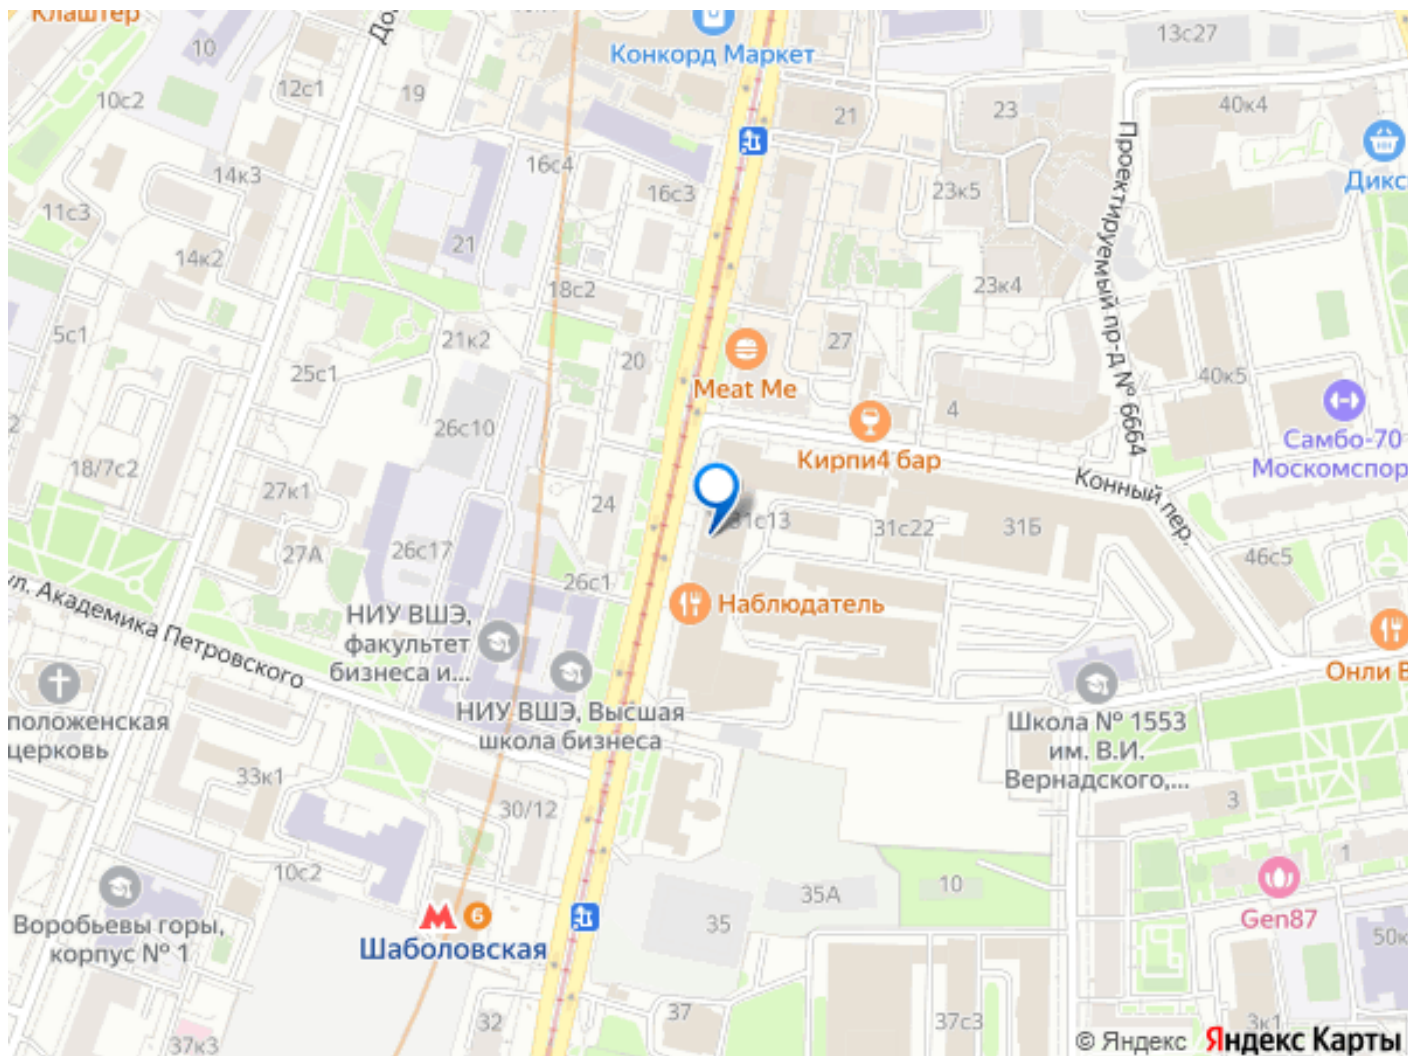 Клаштер
10
Конкорд Маркет
13с27
12с1
19
10с2
21
23
40к4
Дикс
16с4
16с3
14к3
23к5
11с3
21
14к2
Проектируемый пр-д № 6664
18с2
23к4
5с1
21к2
20
27
25с1
Meat Me
40к5
4
26с10
Кирпи4 бар
Самбо-70
Москомспор
18/7с2
Конный пер.
27к1
24
31с13
31с22
31Б
27А
26с17
46с5
26с1
ул. Академика Петровского
Наблюдатель
НИУ ВШЭ,
факультет
бизнеса и...
Онли В
НИУ ВШЭ, Высшая
школа бизнеса
положенская
церковь
Школа № 1553
им. В.И.
Вернадского,...
33к1
30/12
3
1
10с2
35А
10
Воробьевы горы,
корпус № 1
6
Шаболовская
35
Gen87
50к
32
37
37с3
3к1
37к3
© Яндекс Яндекс Карты